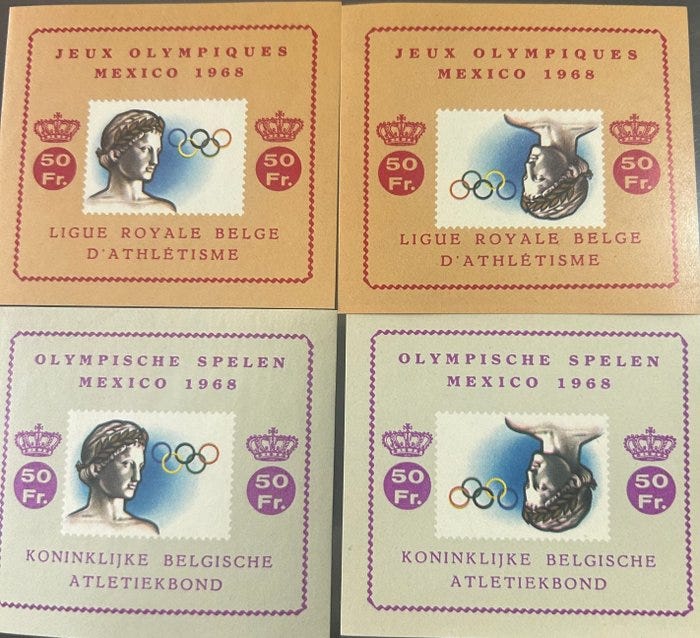 JEUX OLYMPIQUES
MEXICO 1968
50
Fr.
50
Fr.
LIGUE ROYALE BELGE
D'ATHLÉTISME
JEUX OLYMPIQUES
MEXICO 1968
50
Fr.
50
Fr.
LIGUE ROYALE BELGE
D'ATHLÉTISME
OLYMPISCHE SPELEN
MEXICO 1968
50
Fr.
50
Fr.
KONINKLIJKE BELGISCHE
ATLETIEKBOND
OLYMPISCHE SPELEN
MEXICO 1968
50
Fr.
50
Fr.
KONINKLIJKE BELGISCHE
ATLETIEKBOND